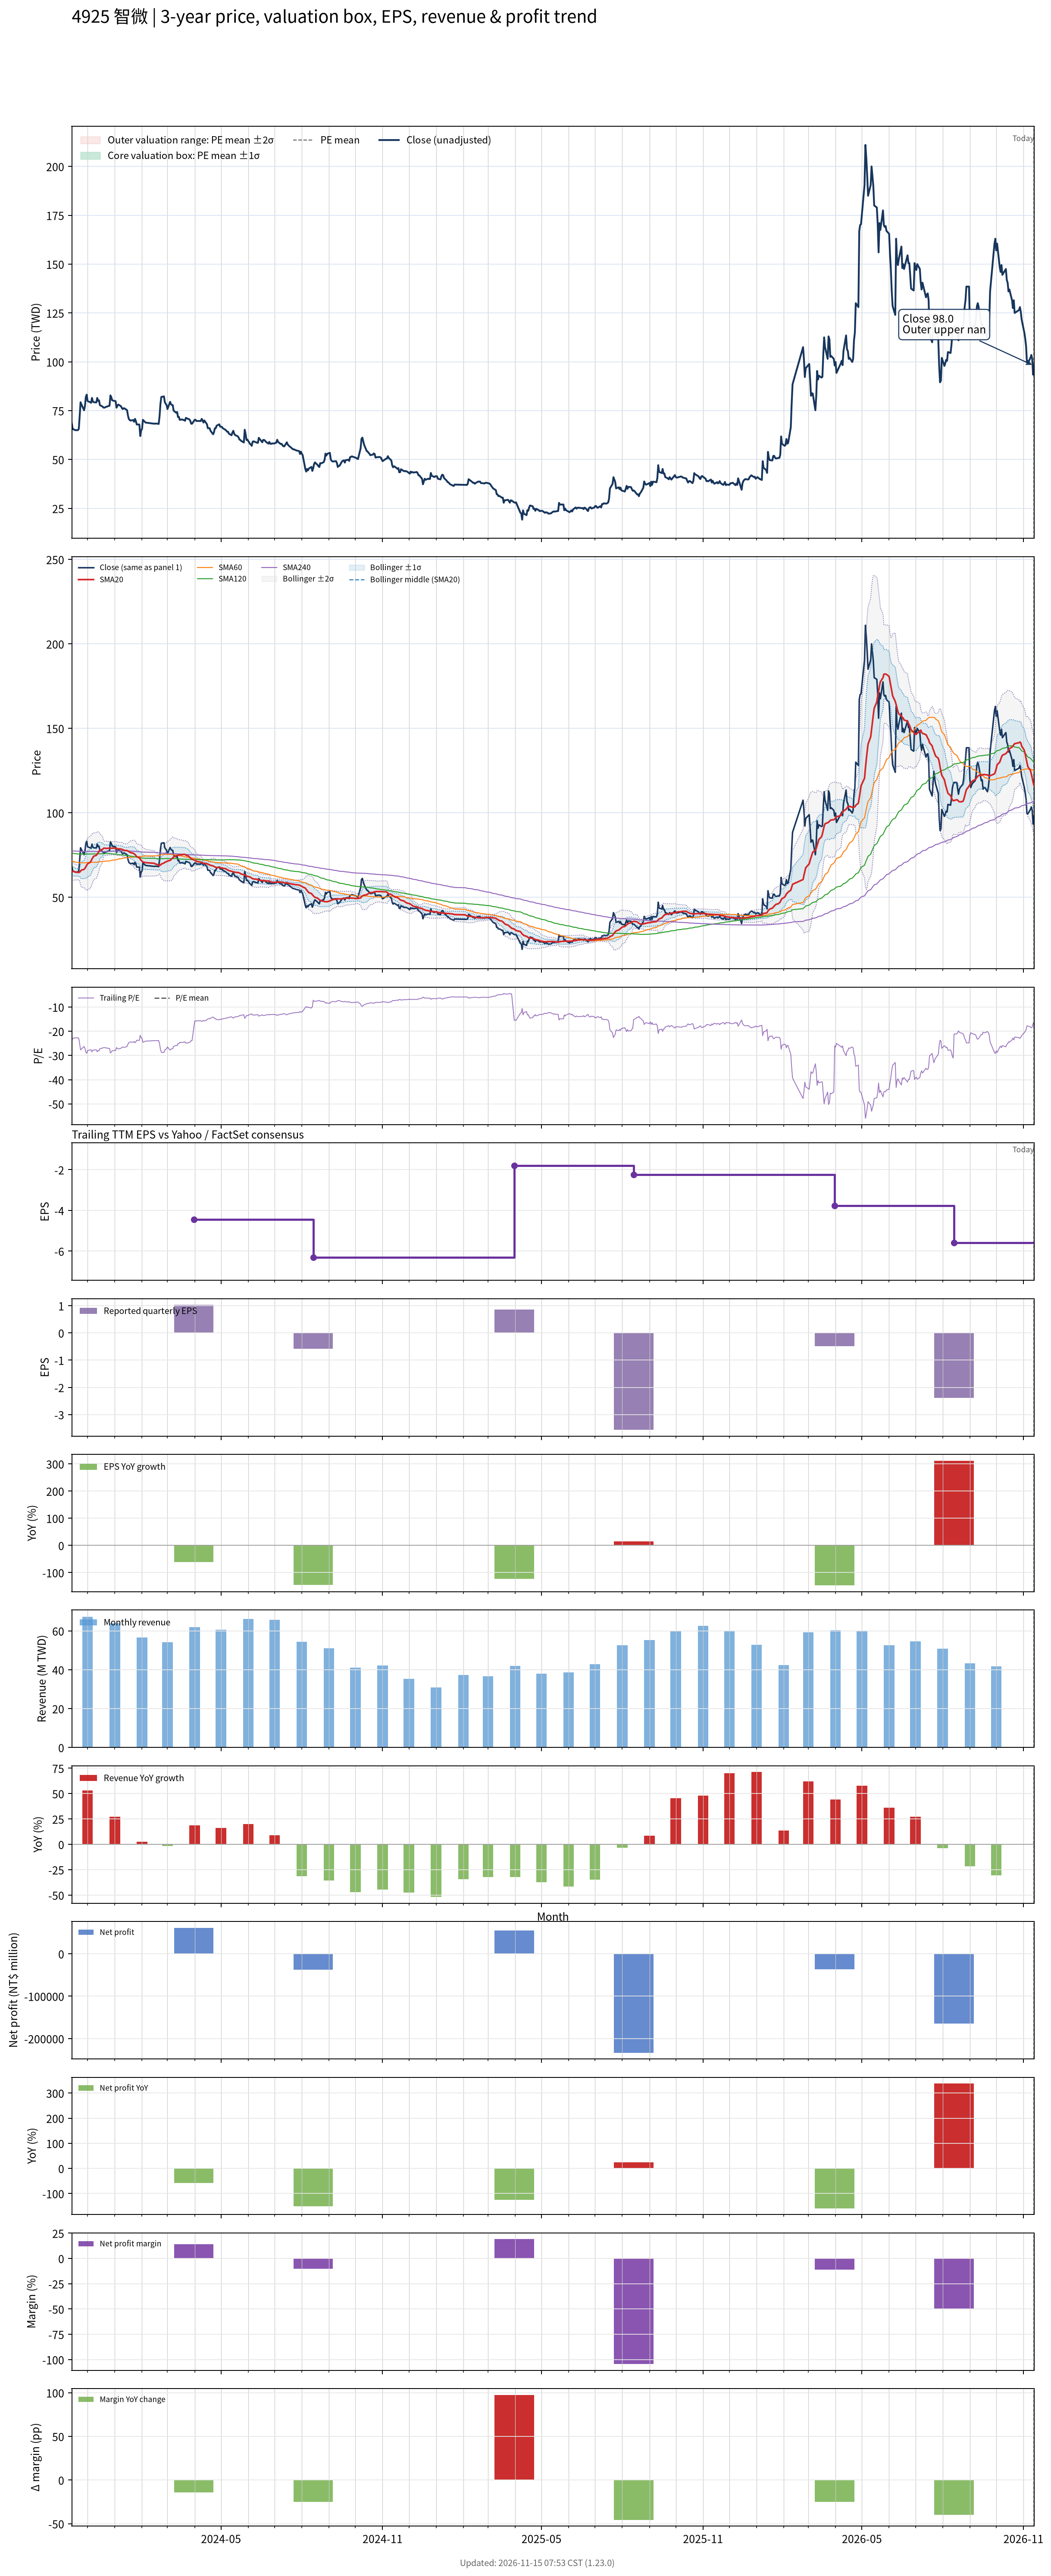 4925 智微 | 3-year price, valuation box, EPS, revenue & profit trend
Outer valuation range: PE mean ±2σ
PE mean
Close (unadjusted)
Core valuation box: PE mean ±1σ
Today
Price (TWD)
200
175
150
125
100
75
50
25
Close 98.0
Outer upper nan
Close (same as panel 1)
SMA60
SMA240
Bollinger ±1σ
SMA20
SMA120
Bollinger ±2σ
Bollinger middle (SMA20)
Price
250
200
150
100
50
Trailing P/E
P/E mean
P/E
-10
-20
-30
-40
-50
Trailing TTM EPS vs Yahoo / FactSet consensus
Today
EPS
-2
-4
-6
Reported quarterly EPS
EPS
1
0
-1
-2
-3
EPS YoY growth
YoY (%)
300
200
100
0
-100
Monthly revenue
Revenue (M TWD)
60
40
20
0
Revenue YoY growth
YoY (%)
75
50
25
0
-25
-50
Month
Net profit
Net profit (NT$ million)
0
-100000
-200000
Net profit YoY
YoY (%)
300
200
100
0
-100
Net profit margin
Margin (%)
25
0
-25
-50
-75
-100
Margin YoY change
Δ margin (pp)
100
50
0
-50
2024-05
2024-11
2025-05
2025-11
2026-05
2026-11
Updated: 2026-11-15 07:53 CST (1.23.0)